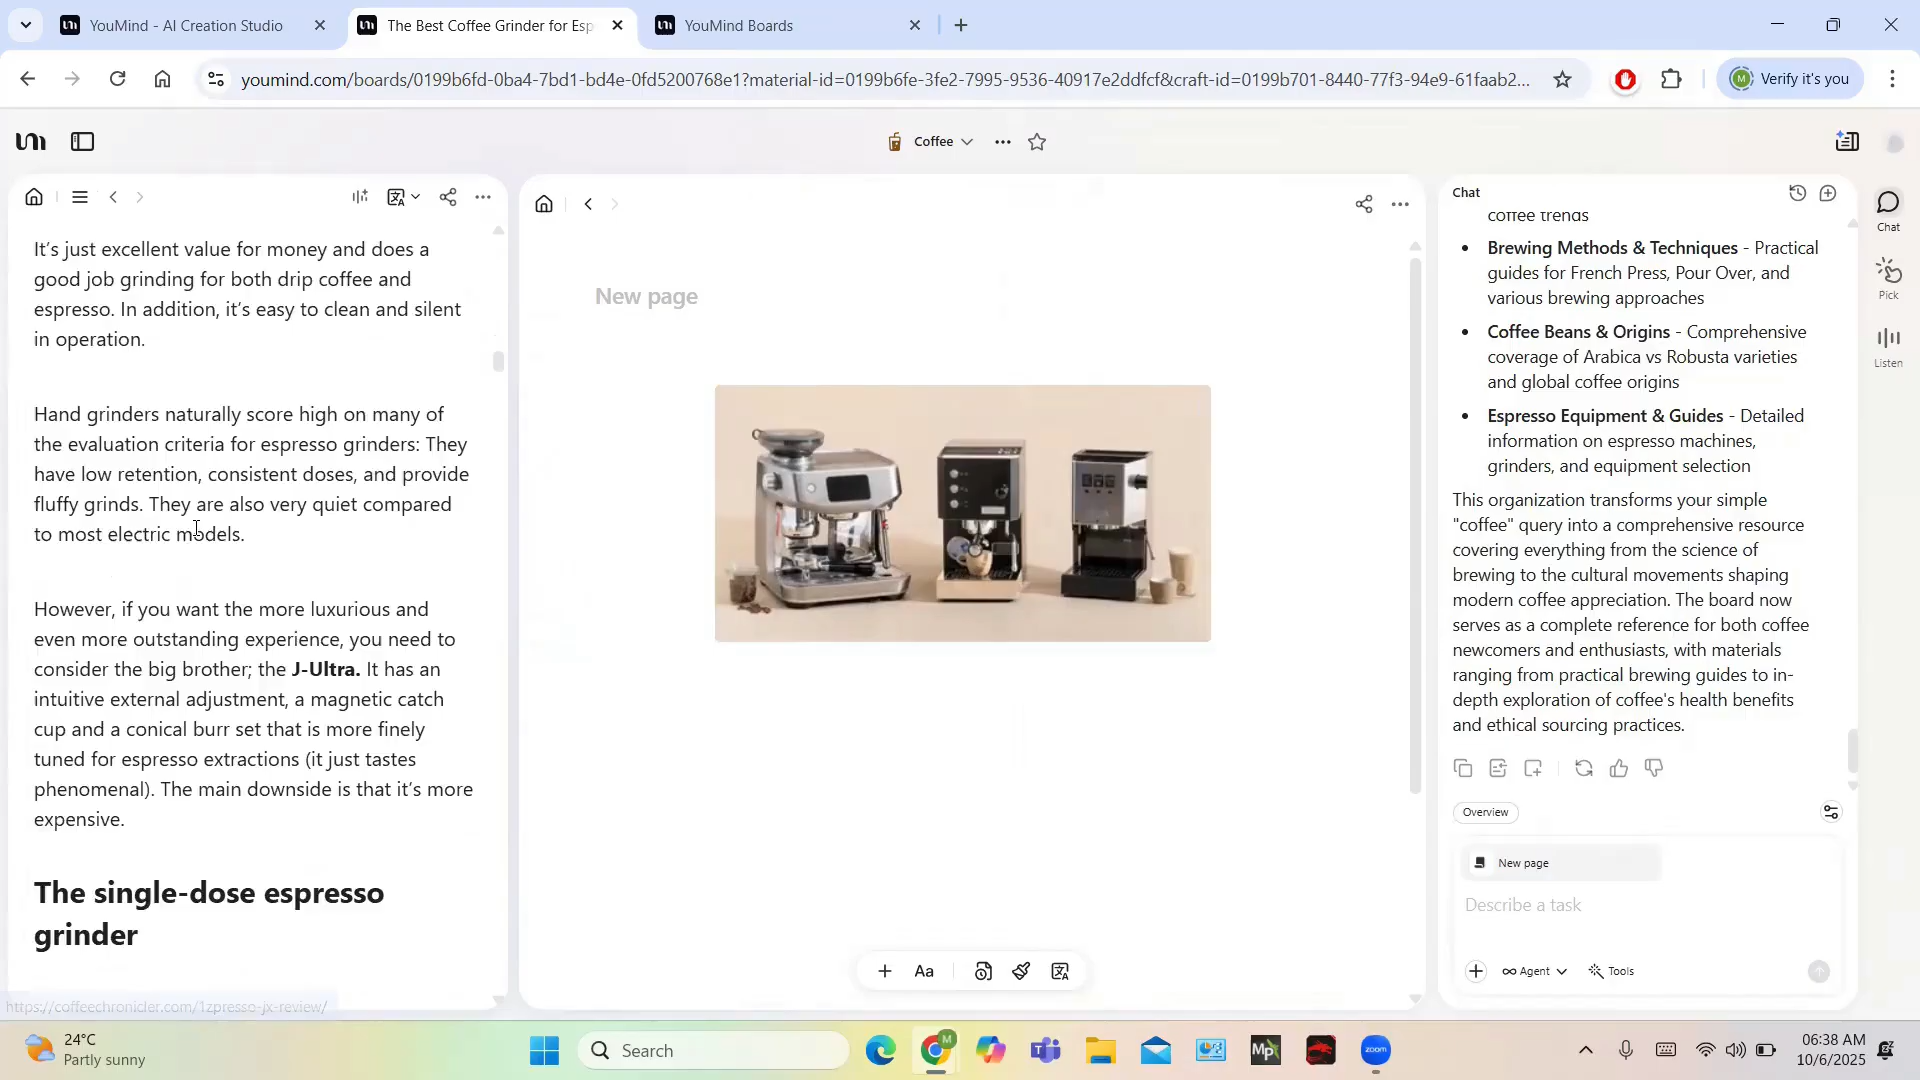 YouMind - AI Creation Studio
The Best Coffee Grinder for Esp
YouMind Boards
youmind.com/boards/0199b6fd-0ba4-7bd1-bd4e-0fd5200768e1?material-id=0199b6fe-3fe2-7995-9536-40917e2ddfcf&craft-id=0199b701-8440-77f3-94e9-61faab2...
Verify it's you
Coffee
It's just excellent value for money and does a
good job grinding for both drip coffee and
espresso. In addition, it's easy to clean and silent
in operation.
Hand grinders naturally score high on many of
the evaluation criteria for espresso grinders: They
have low retention, consistent doses, and provide
fluffy grinds. They are also very quiet compared
to most electric models.
However, if you want the more luxurious and
even more outstanding experience, you need to
consider the big brother; the J-Ultra. It has an
intuitive external adjustment, a magnetic catch
cup and a conical burr set that is more finely
tuned for espresso extractions (it just tastes
phenomenal). The main downside is that it's more
expensive.
The single-dose espresso
grinder
https://coffeechronicler.com/1zpresso-jx-review/
New page
Aa
Chat
coffee trends
• Brewing Methods & Techniques - Practical
guides for French Press, Pour Over, and
various brewing approaches
• Coffee Beans & Origins - Comprehensive
coverage of Arabica vs Robusta varieties
and global coffee origins
• Espresso Equipment & Guides - Detailed
information on espresso machines,
grinders, and equipment selection
This organization transforms your simple
"coffee" query into a comprehensive resource
covering everything from the science of
brewing to the cultural movements shaping
modern coffee appreciation. The board now
serves as a complete reference for both coffee
newcomers and enthusiasts, with materials
ranging from practical brewing guides to in-
depth exploration of coffee's health benefits
and ethical sourcing practices.
Overview
New page
Describe a task
Agent
Tools
Chat
Pick
Listen
24°C
Partly sunny
Search
zoom
06:38 AM
10/6/2025